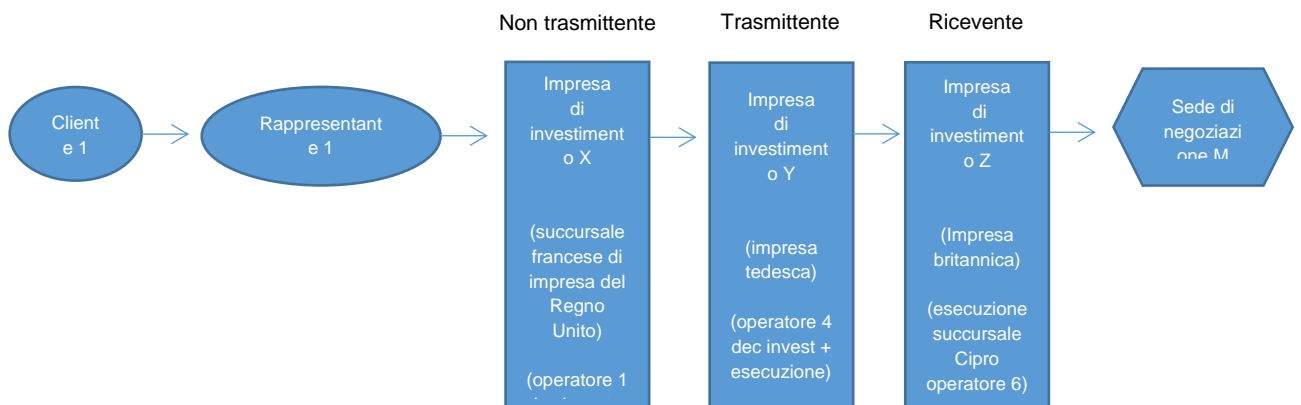 Non trasmittente
Trasmittente
Ricevente
Client
e 1
Rappresentant
e 1
Impresa
di
investiment
o X
(succursale
francese di
impresa del
Regno
Unito)
(operatore 1
Impresa
di
investiment
o Y
(impresa
tedesca)
(operatore 4
dec invest +
esecuzione)
Impresa
di
investiment
o Z
(Impresa
britannica)
(esecuzione
succursale
Cipro
operatore 6)
Sede di
negoziazi
one M